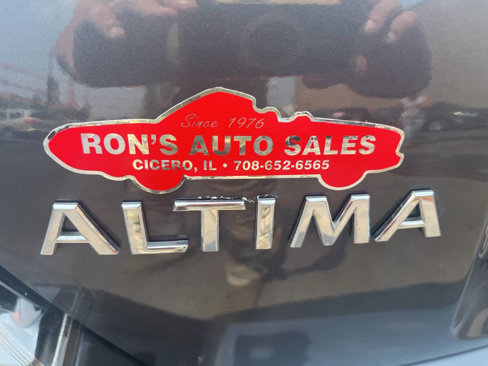 Since 1976
RON'S AUTO SALES
CICERO, IL • 708-652-6565
ALTIMA